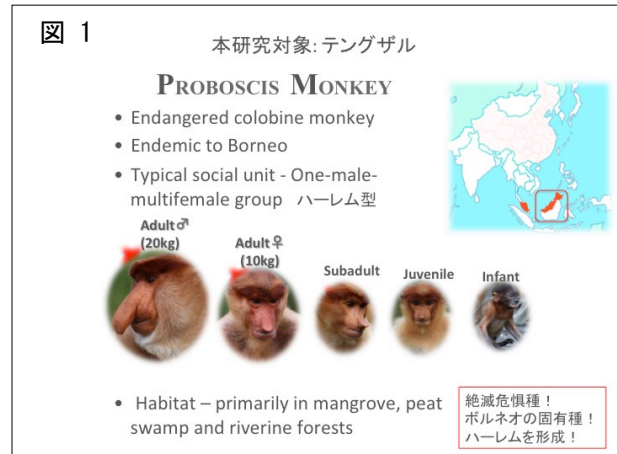 図 1
本研究対象: テングザル
PROBOSCIS MONKEY
• Endangered colobine monkey
• Endemic to Borneo
• Typical social unit - One-male-
multifemale group ハーレム型
Adult♂
(20kg)
Adult♀
(10kg)
Subadult
Juvenile
Infant
• Habitat – primarily in mangrove, peat
swamp and riverine forests
絶滅危惧種！
ボルネオの固有種！
ハーレムを形成！